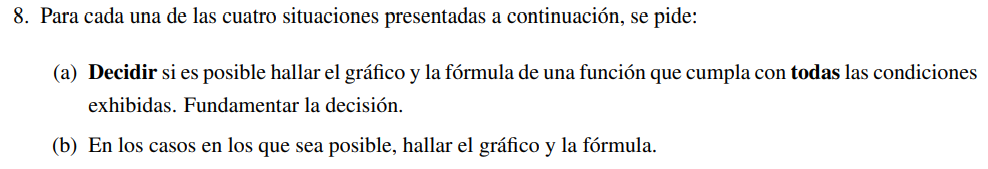 8. Para cada una de las cuatro situaciones presentadas a continuación, se pide:
(a) Decidir si es posible hallar el gráfico y la fórmula de una función que cumpla con todas las condiciones
exhibidas. Fundamentar la decisión.
(b) En los casos en los que sea posible, hallar el gráfico y la fórmula.